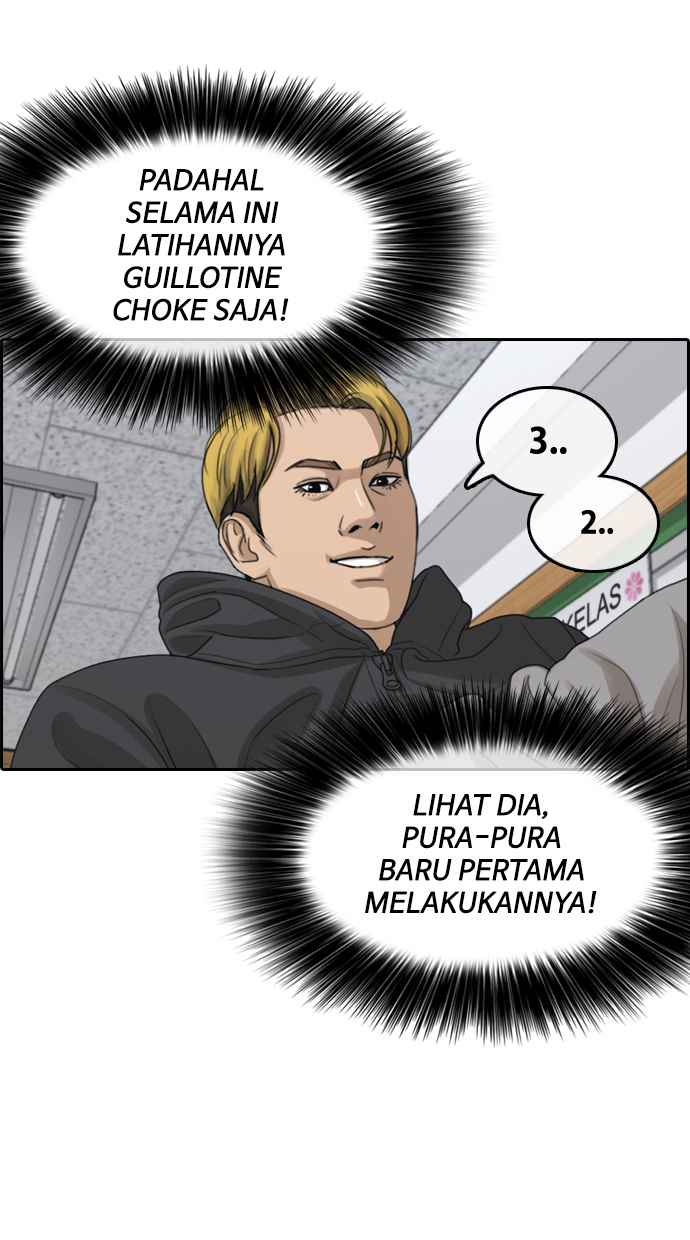 PADAHAL
SELAMA INI
LATIHANNYA
GUILLOTINE
CHOKE SAJA!
3..
2..
KELAS
LIHAT DIA,
PURA-PURA
BARU PERTAMA
MELAKUKANNYA!